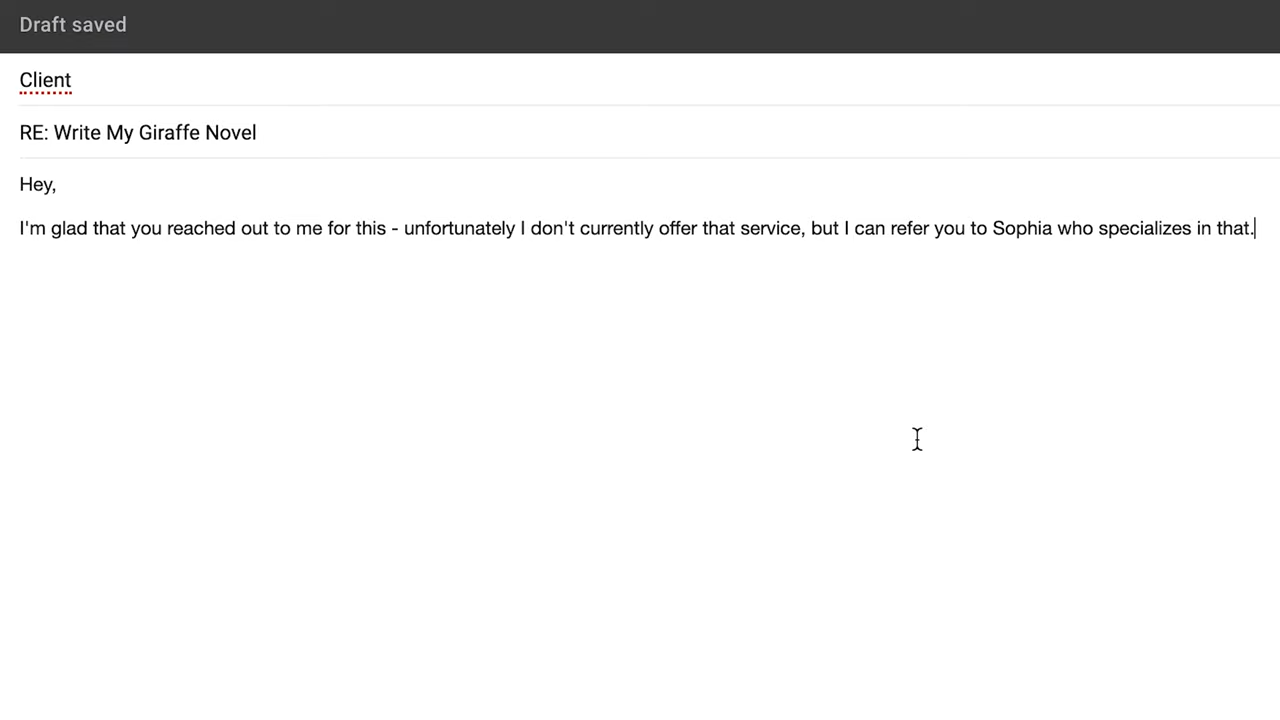 Draft saved
Client
RE: Write My Giraffe Novel
Hey,
I'm glad that you reached out to me for this - unfortunately I don't currently offer that service, but I can refer you to Sophia who specializes in that.